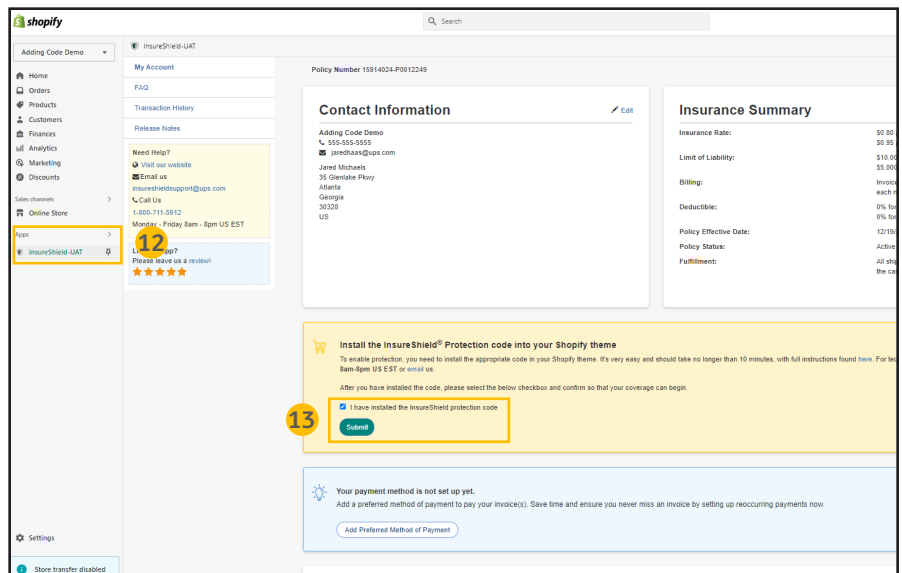 shopify
Search
Adding Code Demo
Home
Orders
Products
Customers
Finances
Analytics
Marketing
Discounts
Sales channels
Online Store
Apps
InsureShield-UAT
Settings
Store transfer disabled
InsureShield-UAT
My Account
FAQ
Transaction History
Release Notes
Need Help?
Visit our website
Email us
insureshieldsupport@ups.com
Call Us
1-800-711-5912
Monday - Friday 8am - 8pm US EST
12
Please leave us a review!
Policy Number 15914024-P0012249
Contact Information
Edit
Adding Code Demo
555-555-5555
jaredhaas@ups.com
Jared Michaels
35 Glenlake Pkwy
Atlanta
Georgia
30328
US
Insurance Summary
Insurance Rate: $0.80
$0.95
Limit of Liability: $10,00
$5,000
Billing: Invoice
each
Deductible: 0% for
0% for
Policy Effective Date: 12/19/
Policy Status: Active
Fulfillment: All ship
the ca
Install the InsureShield® Protection code into your Shopify theme
To enable protection, you need to install the appropriate code in your Shopify theme. It's very easy and should take no longer than 10 minutes, with full instructions found here. For tec
8am-8pm US EST or email us.
After you have installed the code, please select the below checkbox and confirm so that your coverage can begin.
13
I have installed the InsureShield protection code
Submit
Your payment method is not set up yet.
Add a preferred method of payment to pay your invoice(s). Save time and ensure you never miss an invoice by setting up reoccurring payments now.
Add Preferred Method of Payment